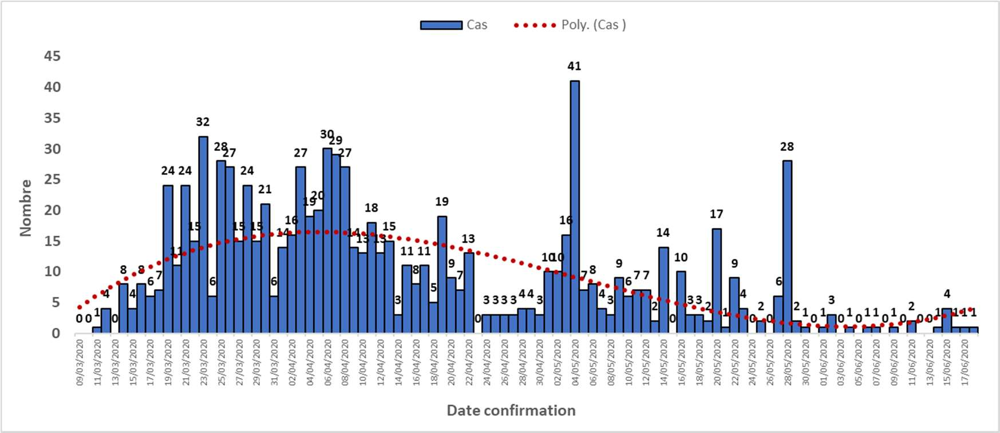 Cas Poly. (Cas )
45
40
35
30
25
20
15
10
5
0
Nombre
0 0 1 4 0 8 4 8 6 7 24 11 24 15 32 6 28 27 15 24 15 21 6 14 16 27 19 20 30 29 27 14 13 18 13 15 3 11 8 11 5 19 9 7 13 0 3 3 3 3 4 4 3 10 10 16 41 7 8 4 3 9 6 7 7 2 14 0 10 3 3 2 17 1 9 4 0 2 0 6 28 2 1 0 1 3 0 1 0 1 1 0 1 0 2 0 0 1 4 1 1 1
09/03/2020 11/03/2020 13/03/2020 15/03/2020 17/03/2020 19/03/2020 21/03/2020 23/03/2020 25/03/2020 27/03/2020 29/03/2020 31/03/2020 02/04/2020 04/04/2020 06/04/2020 08/04/2020 10/04/2020 12/04/2020 14/04/2020 16/04/2020 18/04/2020 20/04/2020 22/04/2020 24/04/2020 26/04/2020 28/04/2020 30/04/2020 02/05/2020 04/05/2020 06/05/2020 08/05/2020 10/05/2020 12/05/2020 14/05/2020 16/05/2020 18/05/2020 20/05/2020 22/05/2020 24/05/2020 26/05/2020 28/05/2020 30/05/2020 01/06/2020 03/06/2020 05/06/2020 07/06/2020 09/06/2020 11/06/2020 13/06/2020 15/06/2020 17/06/2020
Date confirmation